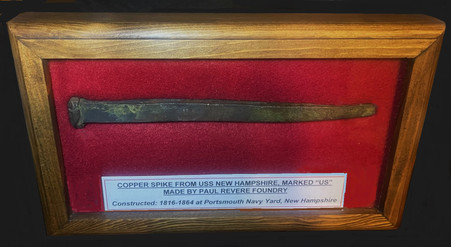 COPPER SPIKE FROM USS NEW HAMPSHIRE, MARKED "US"
MADE BY PAUL REVERE FOUNDRY
Constructed: 1816-1864 at Portsmouth Navy Yard, New Hampshire